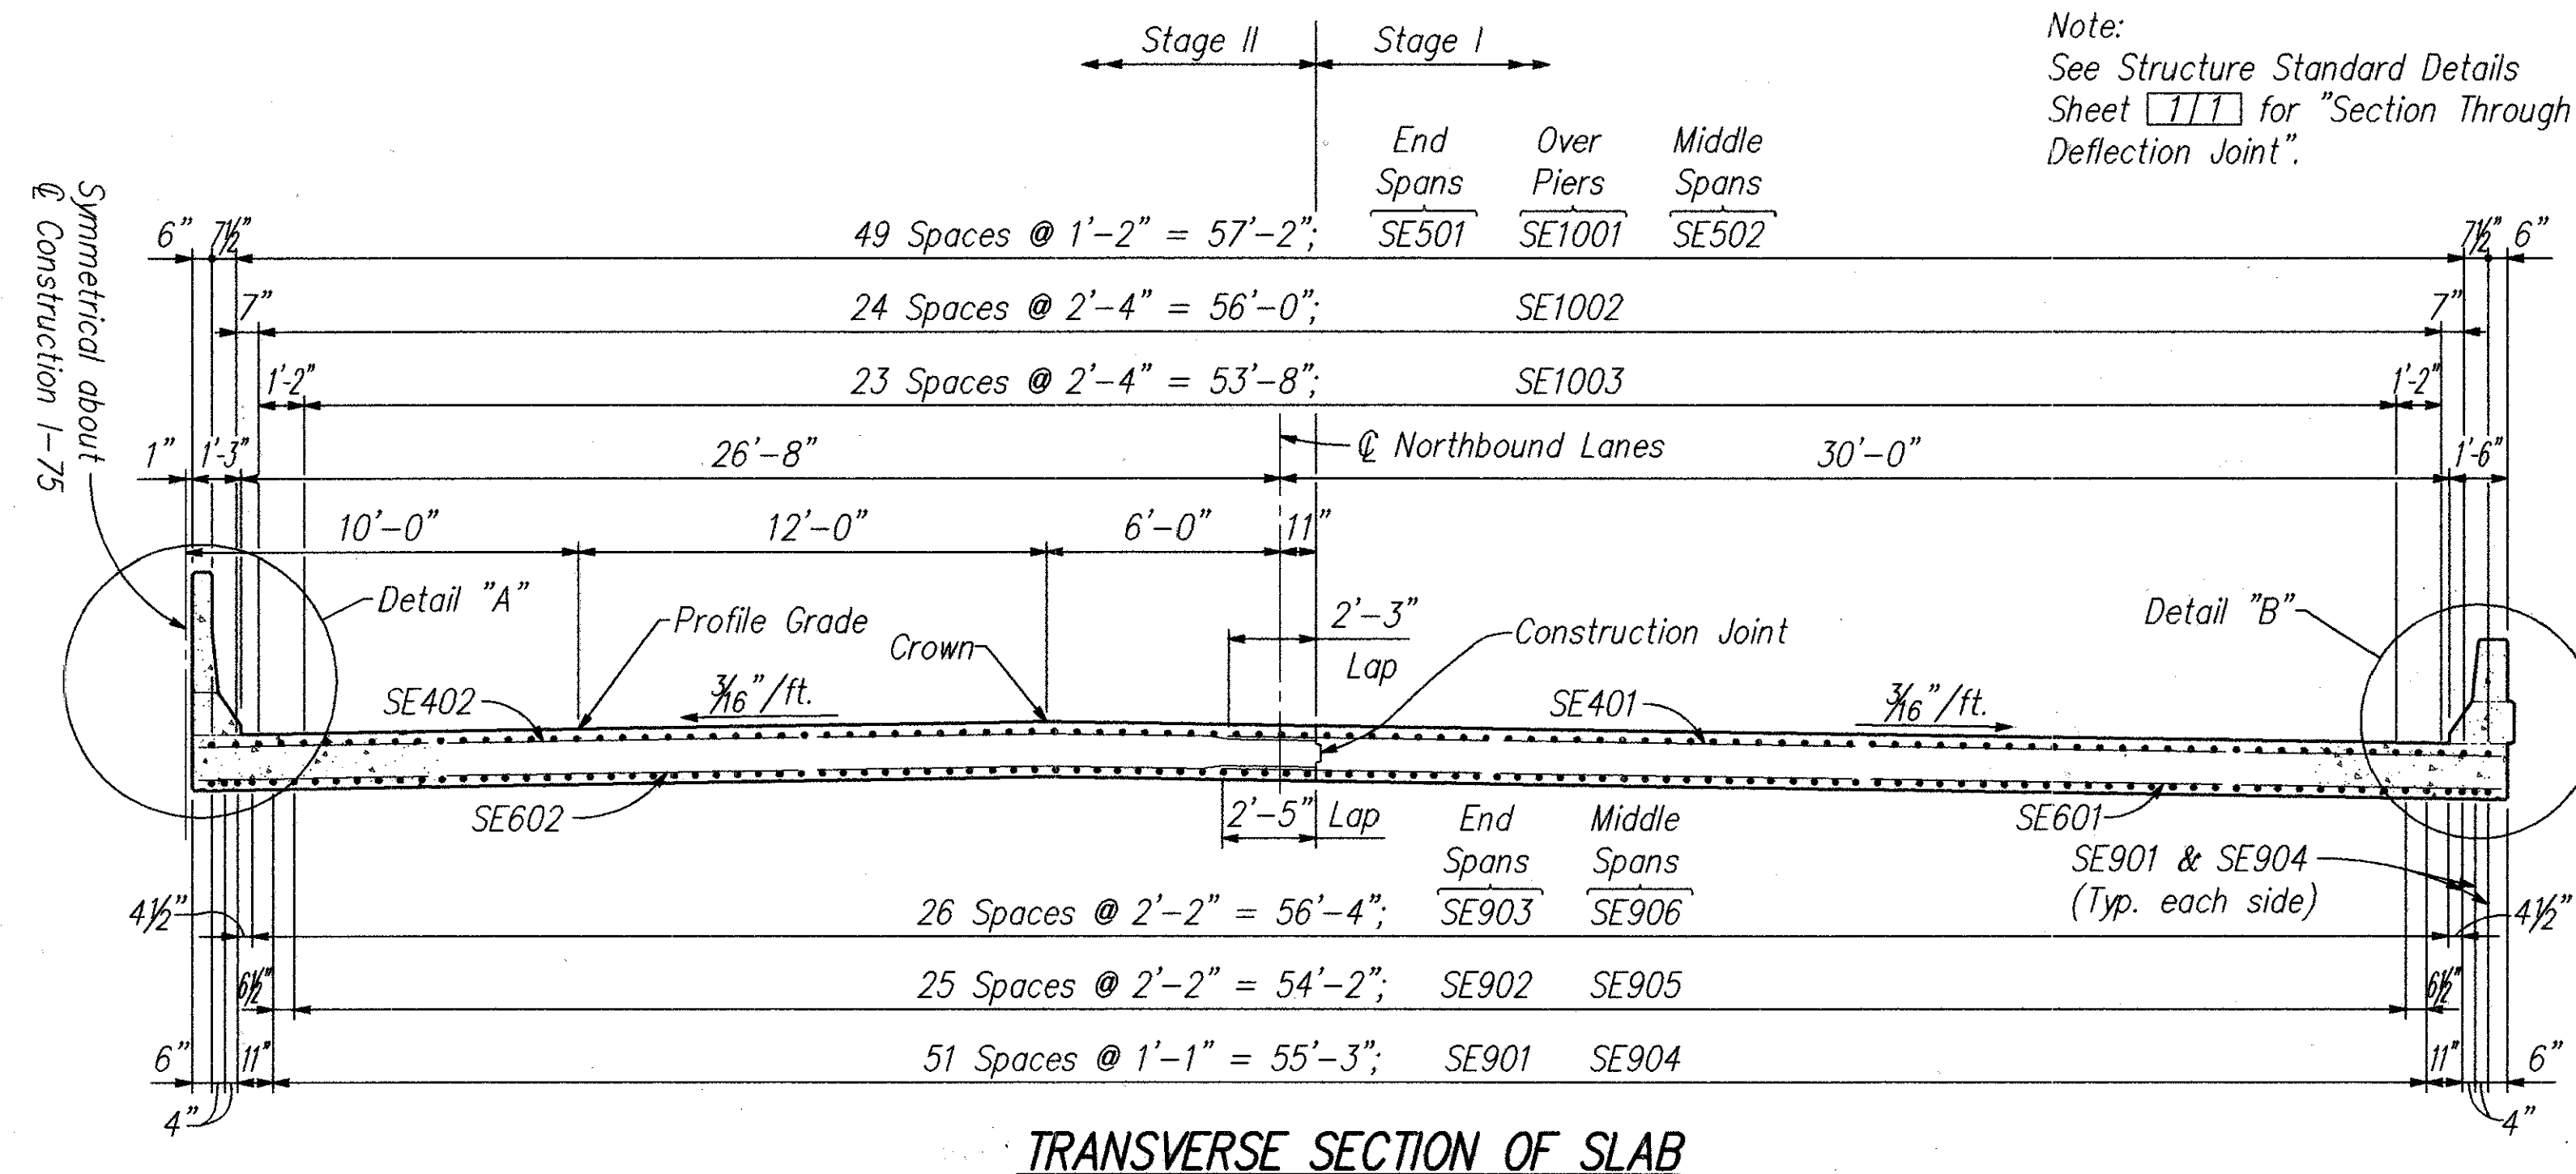 Stage II
Stage I
Note:
See Structure Standard Details
Sheet 1/1 for "Section Through
Deflection Joint".
Symmetrical about
℄ Construction I-75
End
Spans
Over
Piers
Middle
Spans
6" 7½" 49 Spaces @ 1'-2" = 57'-2"; SE501 SE1001 SE502 7½" 6"
7" 24 Spaces @ 2'-4" = 56'-0"; SE1002 7"
1'-2" 23 Spaces @ 2'-4" = 53'-8"; SE1003 1'-2"
1" 1'-3" 26'-8" ℄ Northbound Lanes 30'-0" 1'-6"
10'-0" 12'-0" 6'-0" 11"
Detail "A"
Profile Grade
Crown
2'-3"
Lap
Construction Joint
Detail "B"
SE402
3/16"/ft.
SE401
3/16"/ft.
SE602
2'-5" Lap
SE601
End
Spans
Middle
Spans
SE901 & SE904
(Typ. each side)
4½" 26 Spaces @ 2'-2" = 56'-4"; SE903 SE906 4½"
6½" 25 Spaces @ 2'-2" = 54'-2"; SE902 SE905 6½"
6" 11" 51 Spaces @ 1'-1" = 55'-3"; SE901 SE904 11" 6"
4" 4"
TRANSVERSE SECTION OF SLAB